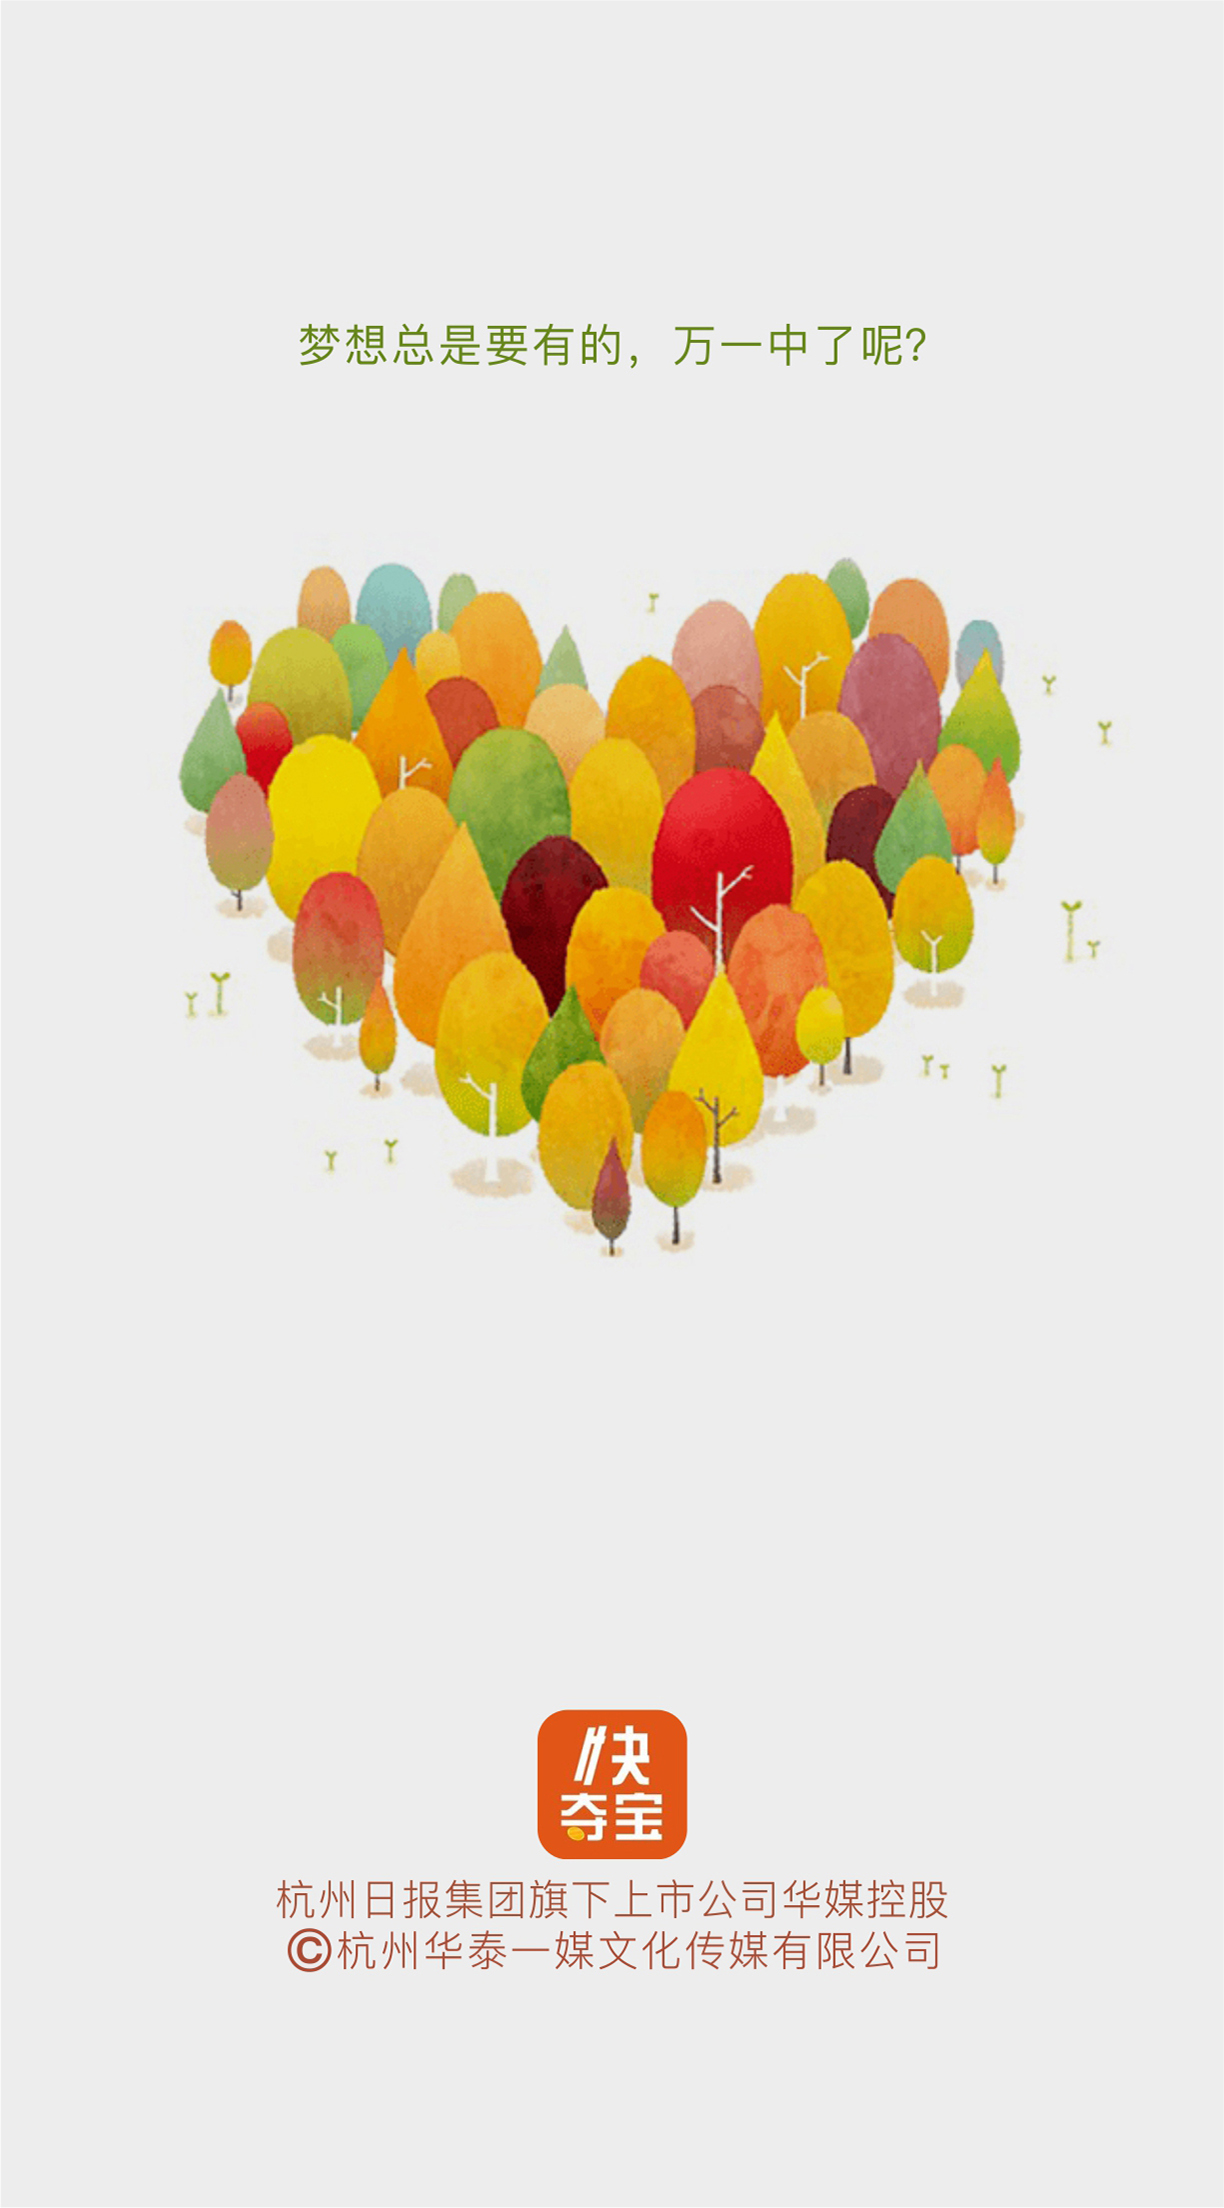 梦想总是要有的，万一中了呢？
快
夺宝
杭州日报集团旗下上市公司华媒控股
©杭州华泰一媒文化传媒有限公司